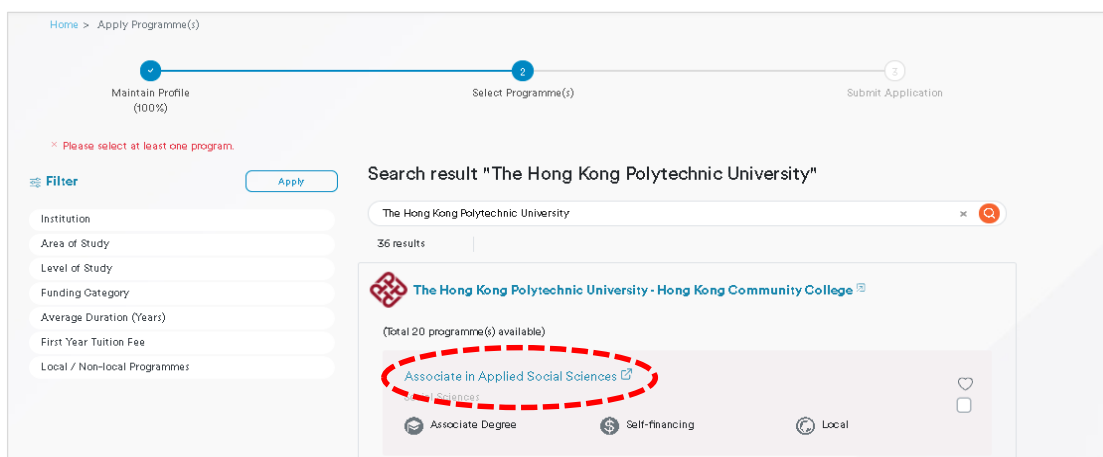 Home > Apply Programme(s)
2
3
Maintain Profile
(100%)
Select Programme(s)
Submit Application
× Please select at least one program.
Filter
Apply
Search result "The Hong Kong Polytechnic University"
Institution
The Hong Kong Polytechnic University ×
Area of Study
36 results
Level of Study
Funding Category
The Hong Kong Polytechnic University - Hong Kong Community College
Average Duration (Years)
(Total 20 programme(s) available)
First Year Tuition Fee
Local / Non-local Programmes
Associate in Applied Social Sciences
Social Sciences
Associate Degree
$ Self-financing
Local